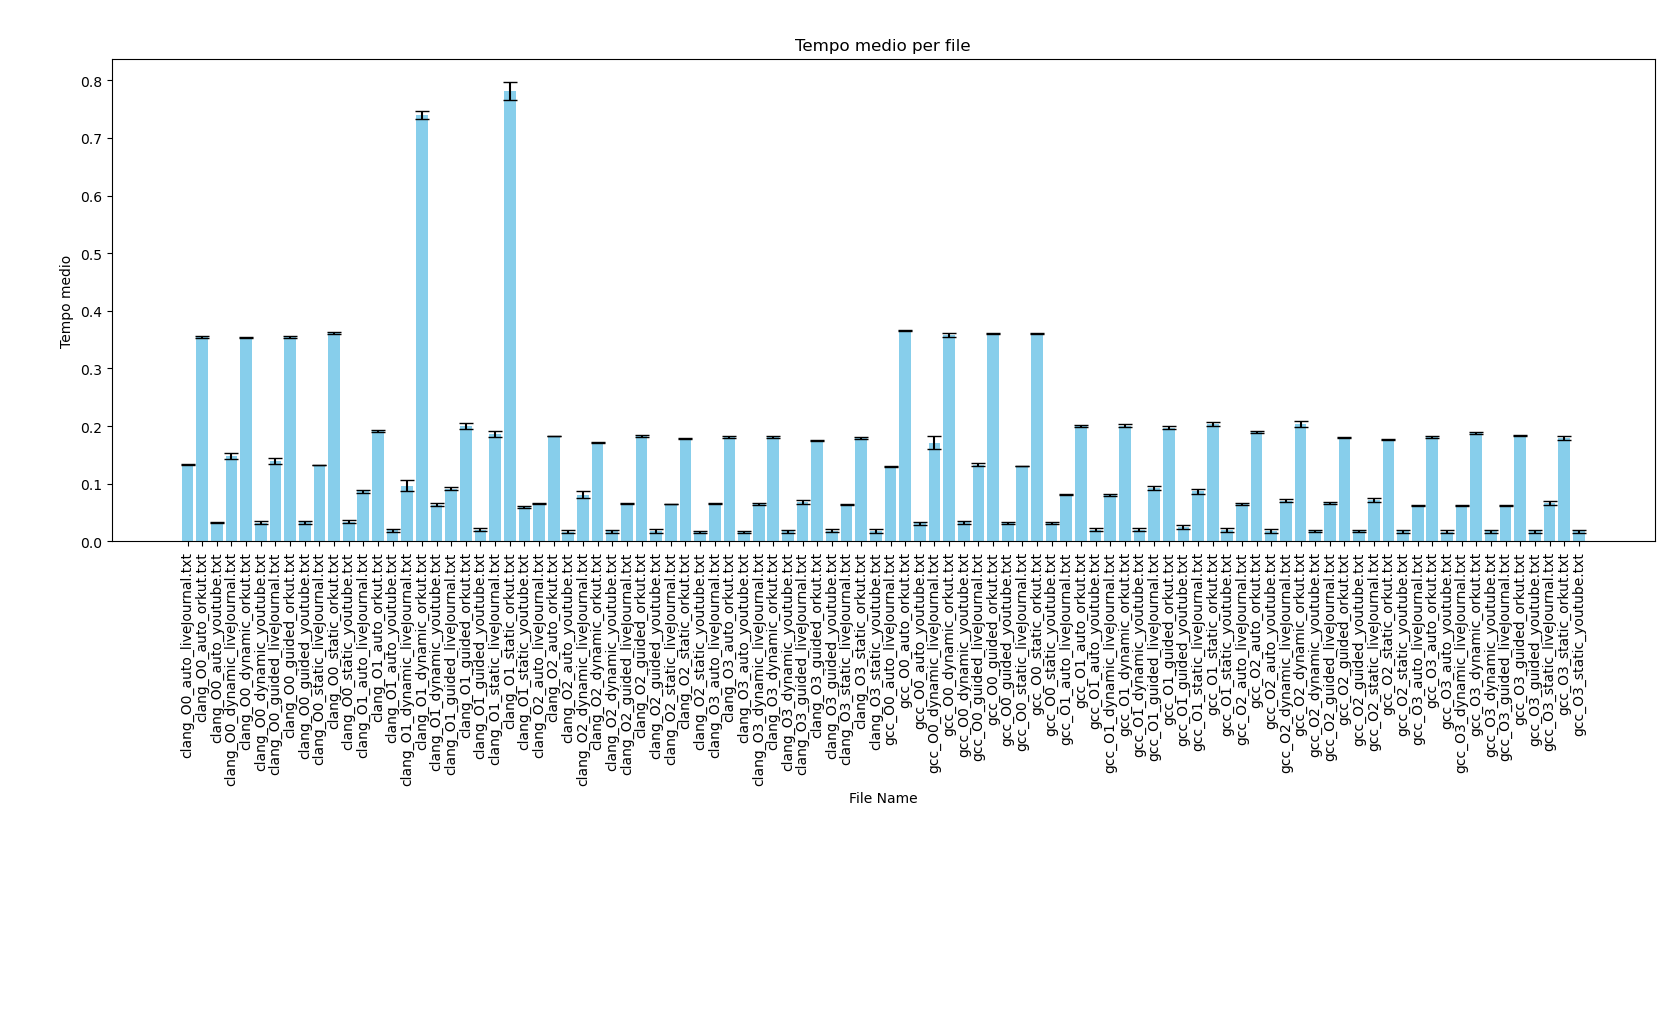 Tempo medio per file
Tempo medio
0.8
0.7
0.6
0.5
0.4
0.3
0.2
0.1
0.0
clang_O0_auto_livejournal.txt
clang_O0_auto_orkut.txt
clang_O0_auto_youtube.txt
clang_O0_dynamic_livejournal.txt
clang_O0_dynamic_orkut.txt
clang_O0_dynamic_youtube.txt
clang_O0_guided_livejournal.txt
clang_O0_guided_orkut.txt
clang_O0_guided_youtube.txt
clang_O0_static_livejournal.txt
clang_O0_static_orkut.txt
clang_O0_static_youtube.txt
clang_O1_auto_livejournal.txt
clang_O1_auto_orkut.txt
clang_O1_auto_youtube.txt
clang_O1_dynamic_livejournal.txt
clang_O1_dynamic_orkut.txt
clang_O1_dynamic_youtube.txt
clang_O1_guided_livejournal.txt
clang_O1_guided_orkut.txt
clang_O1_guided_youtube.txt
clang_O1_static_livejournal.txt
clang_O1_static_orkut.txt
clang_O1_static_youtube.txt
clang_O2_auto_livejournal.txt
clang_O2_auto_orkut.txt
clang_O2_auto_youtube.txt
clang_O2_dynamic_livejournal.txt
clang_O2_dynamic_orkut.txt
clang_O2_dynamic_youtube.txt
clang_O2_guided_livejournal.txt
clang_O2_guided_orkut.txt
clang_O2_guided_youtube.txt
clang_O2_static_livejournal.txt
clang_O2_static_orkut.txt
clang_O2_static_youtube.txt
clang_O3_auto_livejournal.txt
clang_O3_auto_orkut.txt
clang_O3_auto_youtube.txt
clang_O3_dynamic_livejournal.txt
clang_O3_dynamic_orkut.txt
clang_O3_dynamic_youtube.txt
clang_O3_guided_livejournal.txt
clang_O3_guided_orkut.txt
clang_O3_guided_youtube.txt
clang_O3_static_livejournal.txt
clang_O3_static_orkut.txt
clang_O3_static_youtube.txt
gcc_O0_auto_livejournal.txt
gcc_O0_auto_orkut.txt
gcc_O0_auto_youtube.txt
gcc_O0_dynamic_livejournal.txt
gcc_O0_dynamic_orkut.txt
gcc_O0_dynamic_youtube.txt
gcc_O0_guided_livejournal.txt
gcc_O0_guided_orkut.txt
gcc_O0_guided_youtube.txt
gcc_O0_static_livejournal.txt
gcc_O0_static_orkut.txt
gcc_O0_static_youtube.txt
gcc_O1_auto_livejournal.txt
gcc_O1_auto_orkut.txt
gcc_O1_auto_youtube.txt
gcc_O1_dynamic_livejournal.txt
gcc_O1_dynamic_orkut.txt
gcc_O1_dynamic_youtube.txt
gcc_O1_guided_livejournal.txt
gcc_O1_guided_orkut.txt
gcc_O1_guided_youtube.txt
gcc_O1_static_livejournal.txt
gcc_O1_static_orkut.txt
gcc_O1_static_youtube.txt
gcc_O2_auto_livejournal.txt
gcc_O2_auto_orkut.txt
gcc_O2_auto_youtube.txt
gcc_O2_dynamic_livejournal.txt
gcc_O2_dynamic_orkut.txt
gcc_O2_dynamic_youtube.txt
gcc_O2_guided_livejournal.txt
gcc_O2_guided_orkut.txt
gcc_O2_guided_youtube.txt
gcc_O2_static_livejournal.txt
gcc_O2_static_orkut.txt
gcc_O2_static_youtube.txt
gcc_O3_auto_livejournal.txt
gcc_O3_auto_orkut.txt
gcc_O3_auto_youtube.txt
gcc_O3_dynamic_livejournal.txt
gcc_O3_dynamic_orkut.txt
gcc_O3_dynamic_youtube.txt
gcc_O3_guided_livejournal.txt
gcc_O3_guided_orkut.txt
gcc_O3_guided_youtube.txt
gcc_O3_static_livejournal.txt
gcc_O3_static_orkut.txt
gcc_O3_static_youtube.txt
File Name